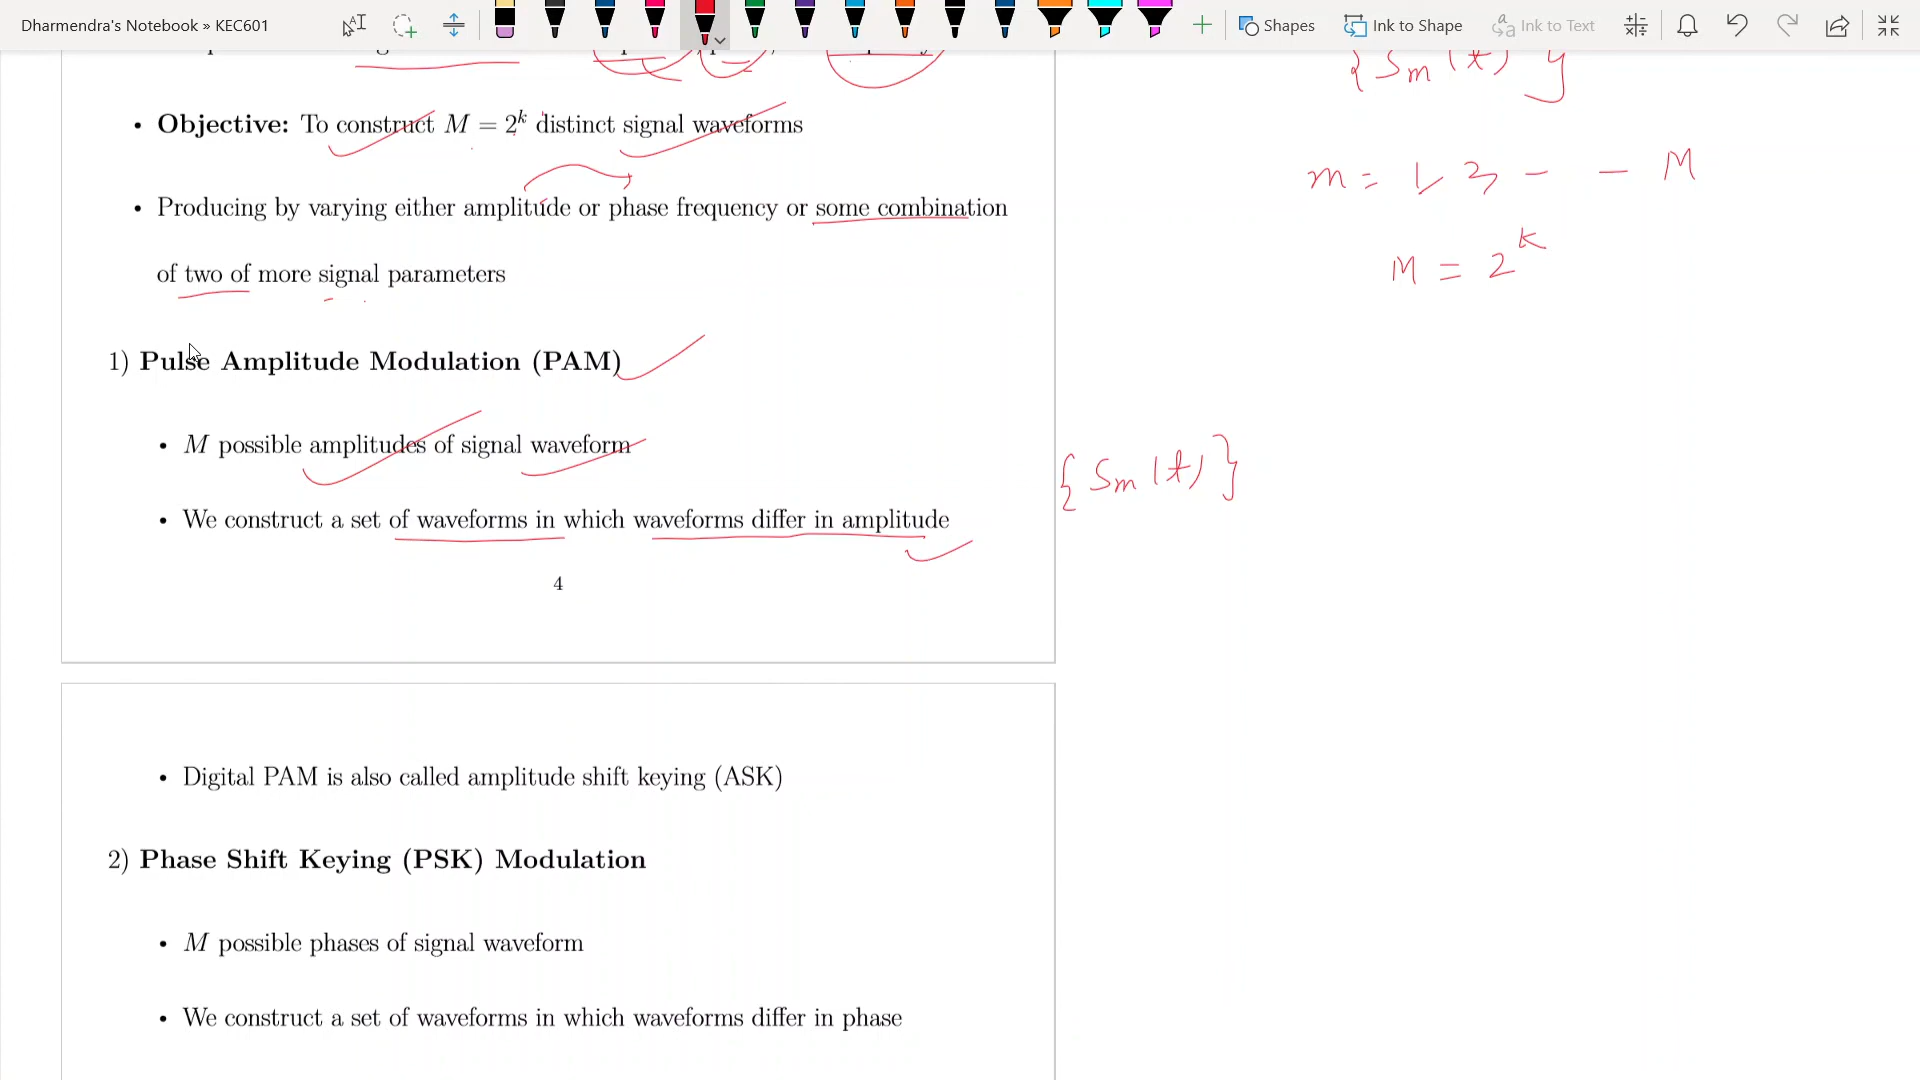 Dharmendra's Notebook » KEC601
Shapes
Ink to Shape
Ink to Text
{Sm(t)}
• Objective: To construct M = 2^k distinct signal waveforms
m = 1, 2, - - M
• Producing by varying either amplitude or phase frequency or some combination
M = 2^K
of two of more signal parameters
1) Pulse Amplitude Modulation (PAM)
• M possible amplitudes of signal waveform
{Sm(t)}
• We construct a set of waveforms in which waveforms differ in amplitude
4
• Digital PAM is also called amplitude shift keying (ASK)
2) Phase Shift Keying (PSK) Modulation
• M possible phases of signal waveform
• We construct a set of waveforms in which waveforms differ in phase